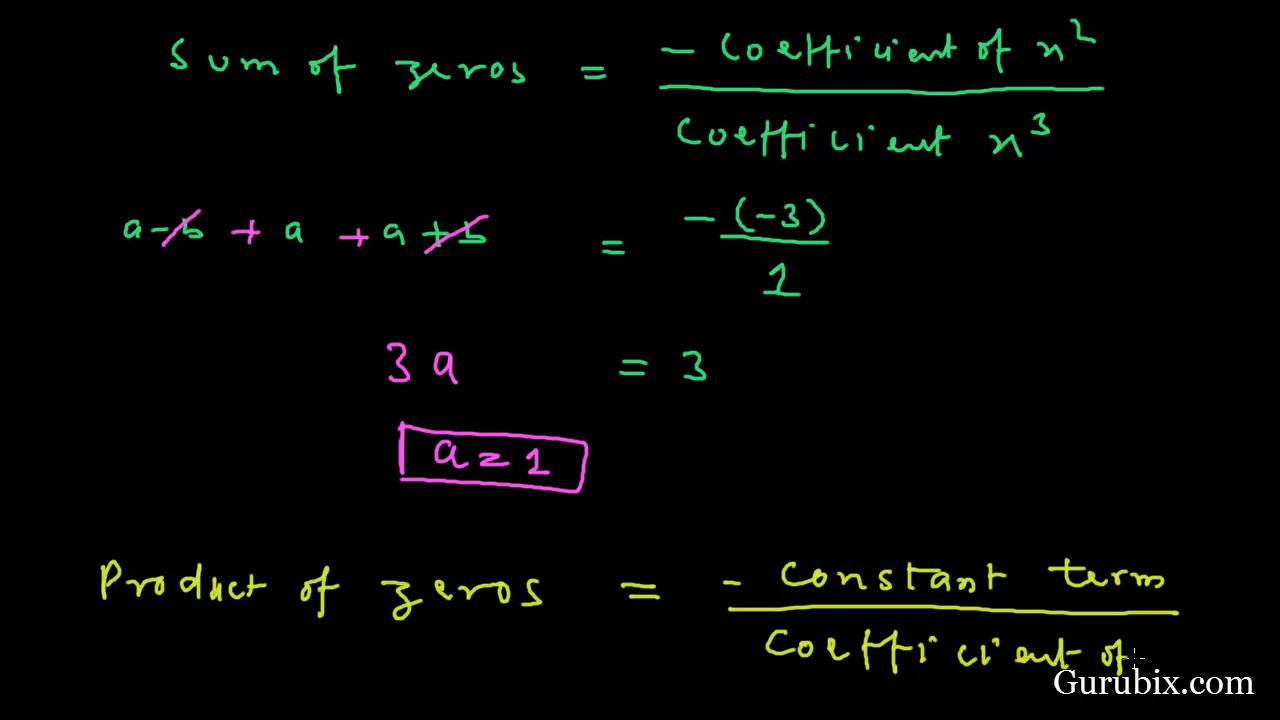 Sum of zeros = - Coefficient of x² / Coefficient x³
a - b + a + a + b = - (-3) / 1
3a = 3
a = 1
Product of zeros = - Constant term / Coefficient of
Gurubix.com